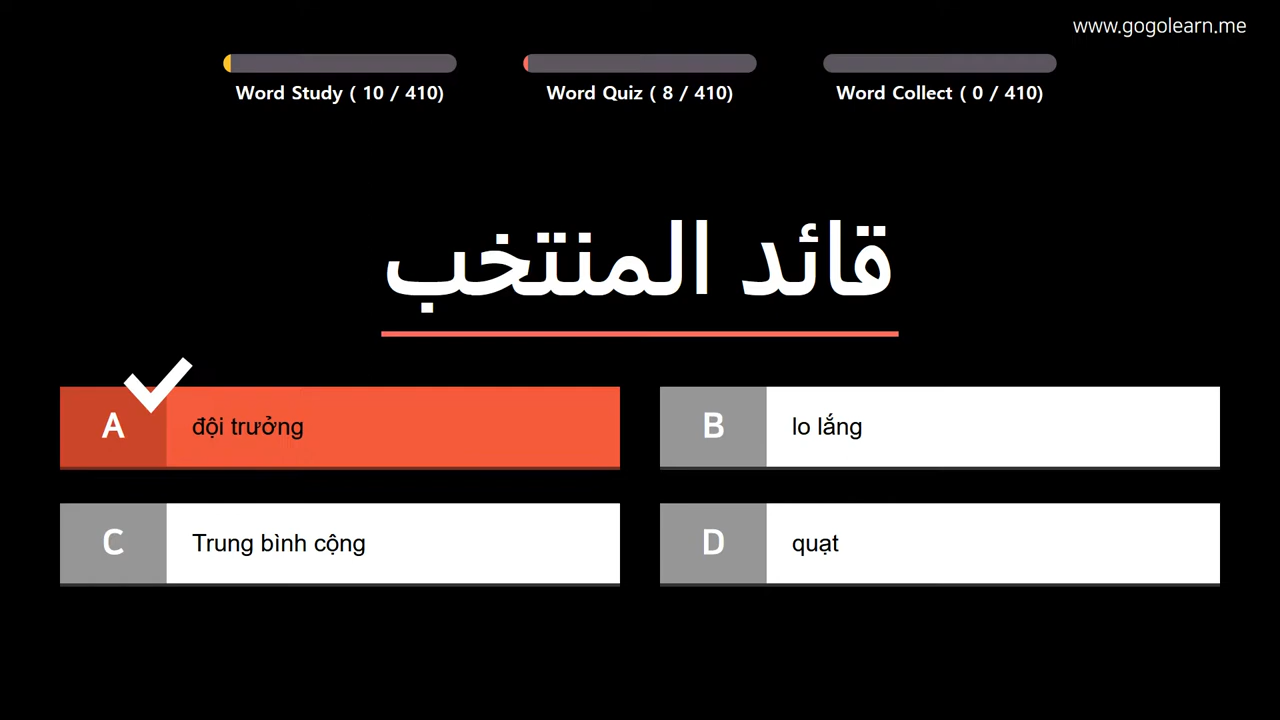 www.gogolearn.me
Word Study ( 10 / 410)
Word Quiz ( 8 / 410)
Word Collect ( 0 / 410)
قائد المنتخب
A
đội trưởng
B
lo lắng
C
Trung bình cộng
D
quạt